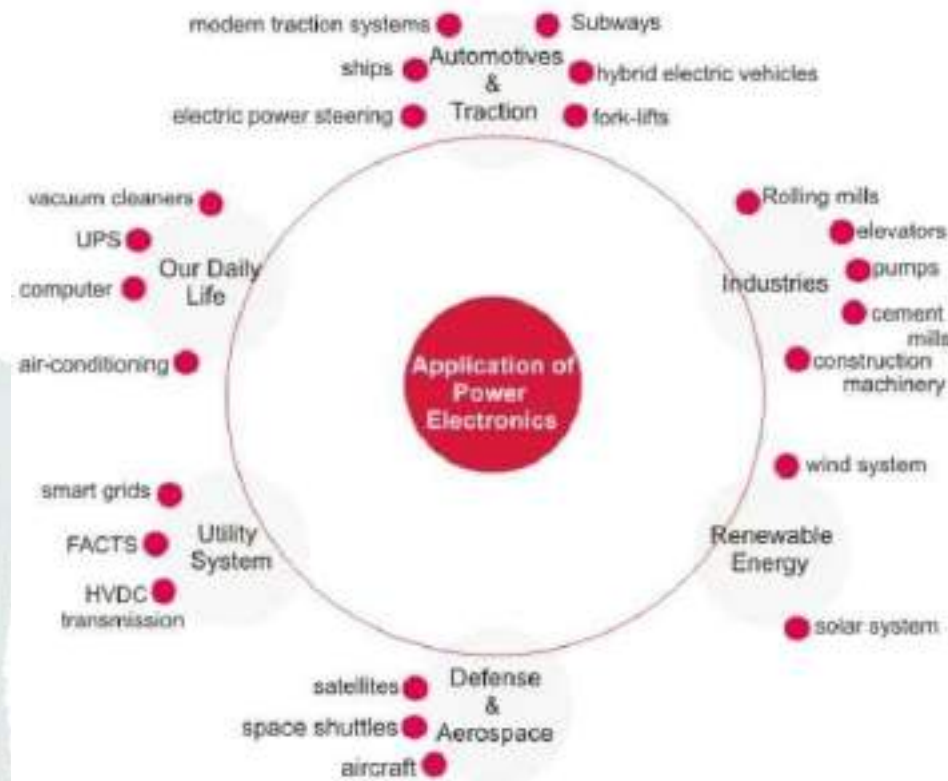 modern traction systems
Subways
Automotives
&
Traction
ships
hybrid electric vehicles
electric power steering
fork-lifts
vacuum cleaners
UPS
Our Daily
Life
computer
air-conditioning
Rolling mills
elevators
pumps
Industries
cement
mills
construction
machinery
Application of
Power
Electronics
smart grids
Utility
System
FACTS
HVDC
transmission
wind system
Renewable
Energy
solar system
satellites
Defense
&
Aerospace
space shuttles
aircraft